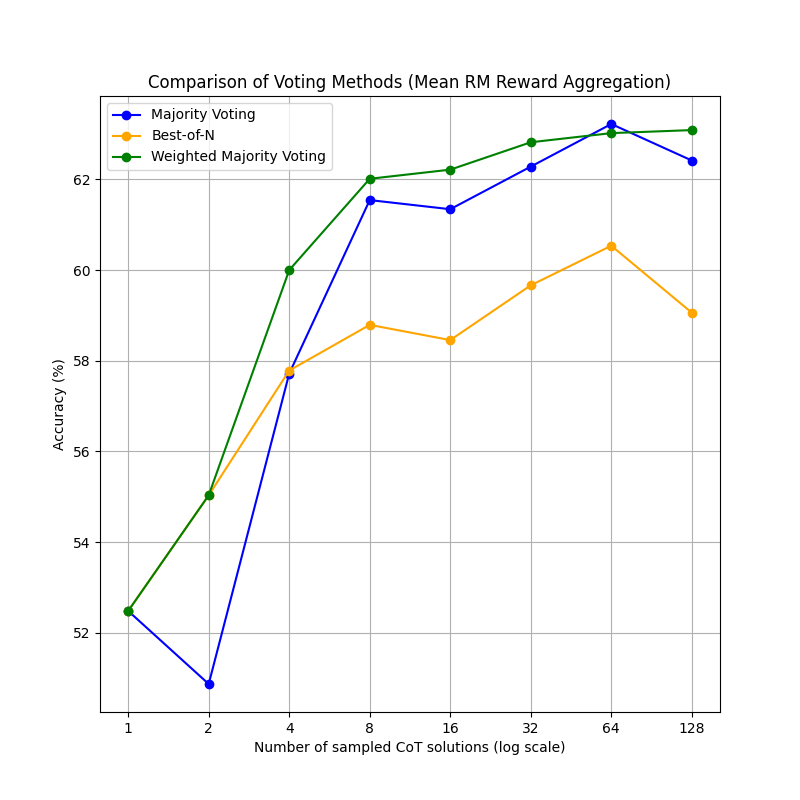 Comparison of Voting Methods (Mean RM Reward Aggregation)
Majority Voting
Best-of-N
Weighted Majority Voting
Accuracy (%)
62
60
58
56
54
52
1 2 4 8 16 32 64 128
Number of sampled CoT solutions (log scale)